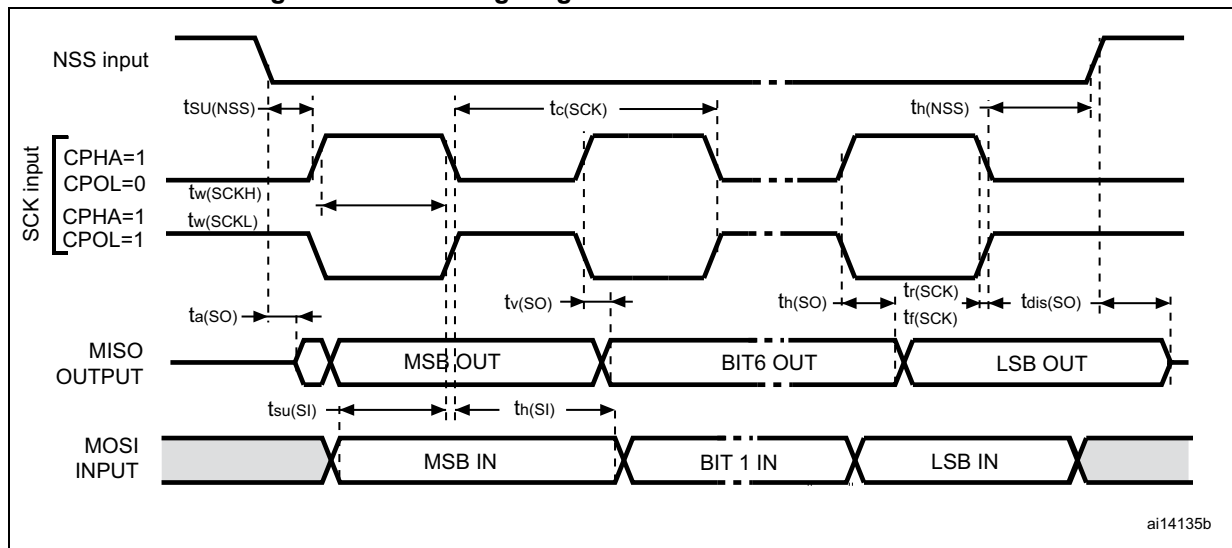 NSS input
tSU(NSS)
tc(SCK)
th(NSS)
SCK input
CPHA=1
CPOL=0
tw(SCKH)
CPHA=1
tw(SCKL)
CPOL=1
ta(SO)
tv(SO)
th(SO)
tr(SCK)
tf(SCK)
tdis(SO)
MISO
OUTPUT
MSB OUT
BIT6 OUT
LSB OUT
tsu(SI)
th(SI)
MOSI
INPUT
MSB IN
BIT 1 IN
LSB IN
ai14135b